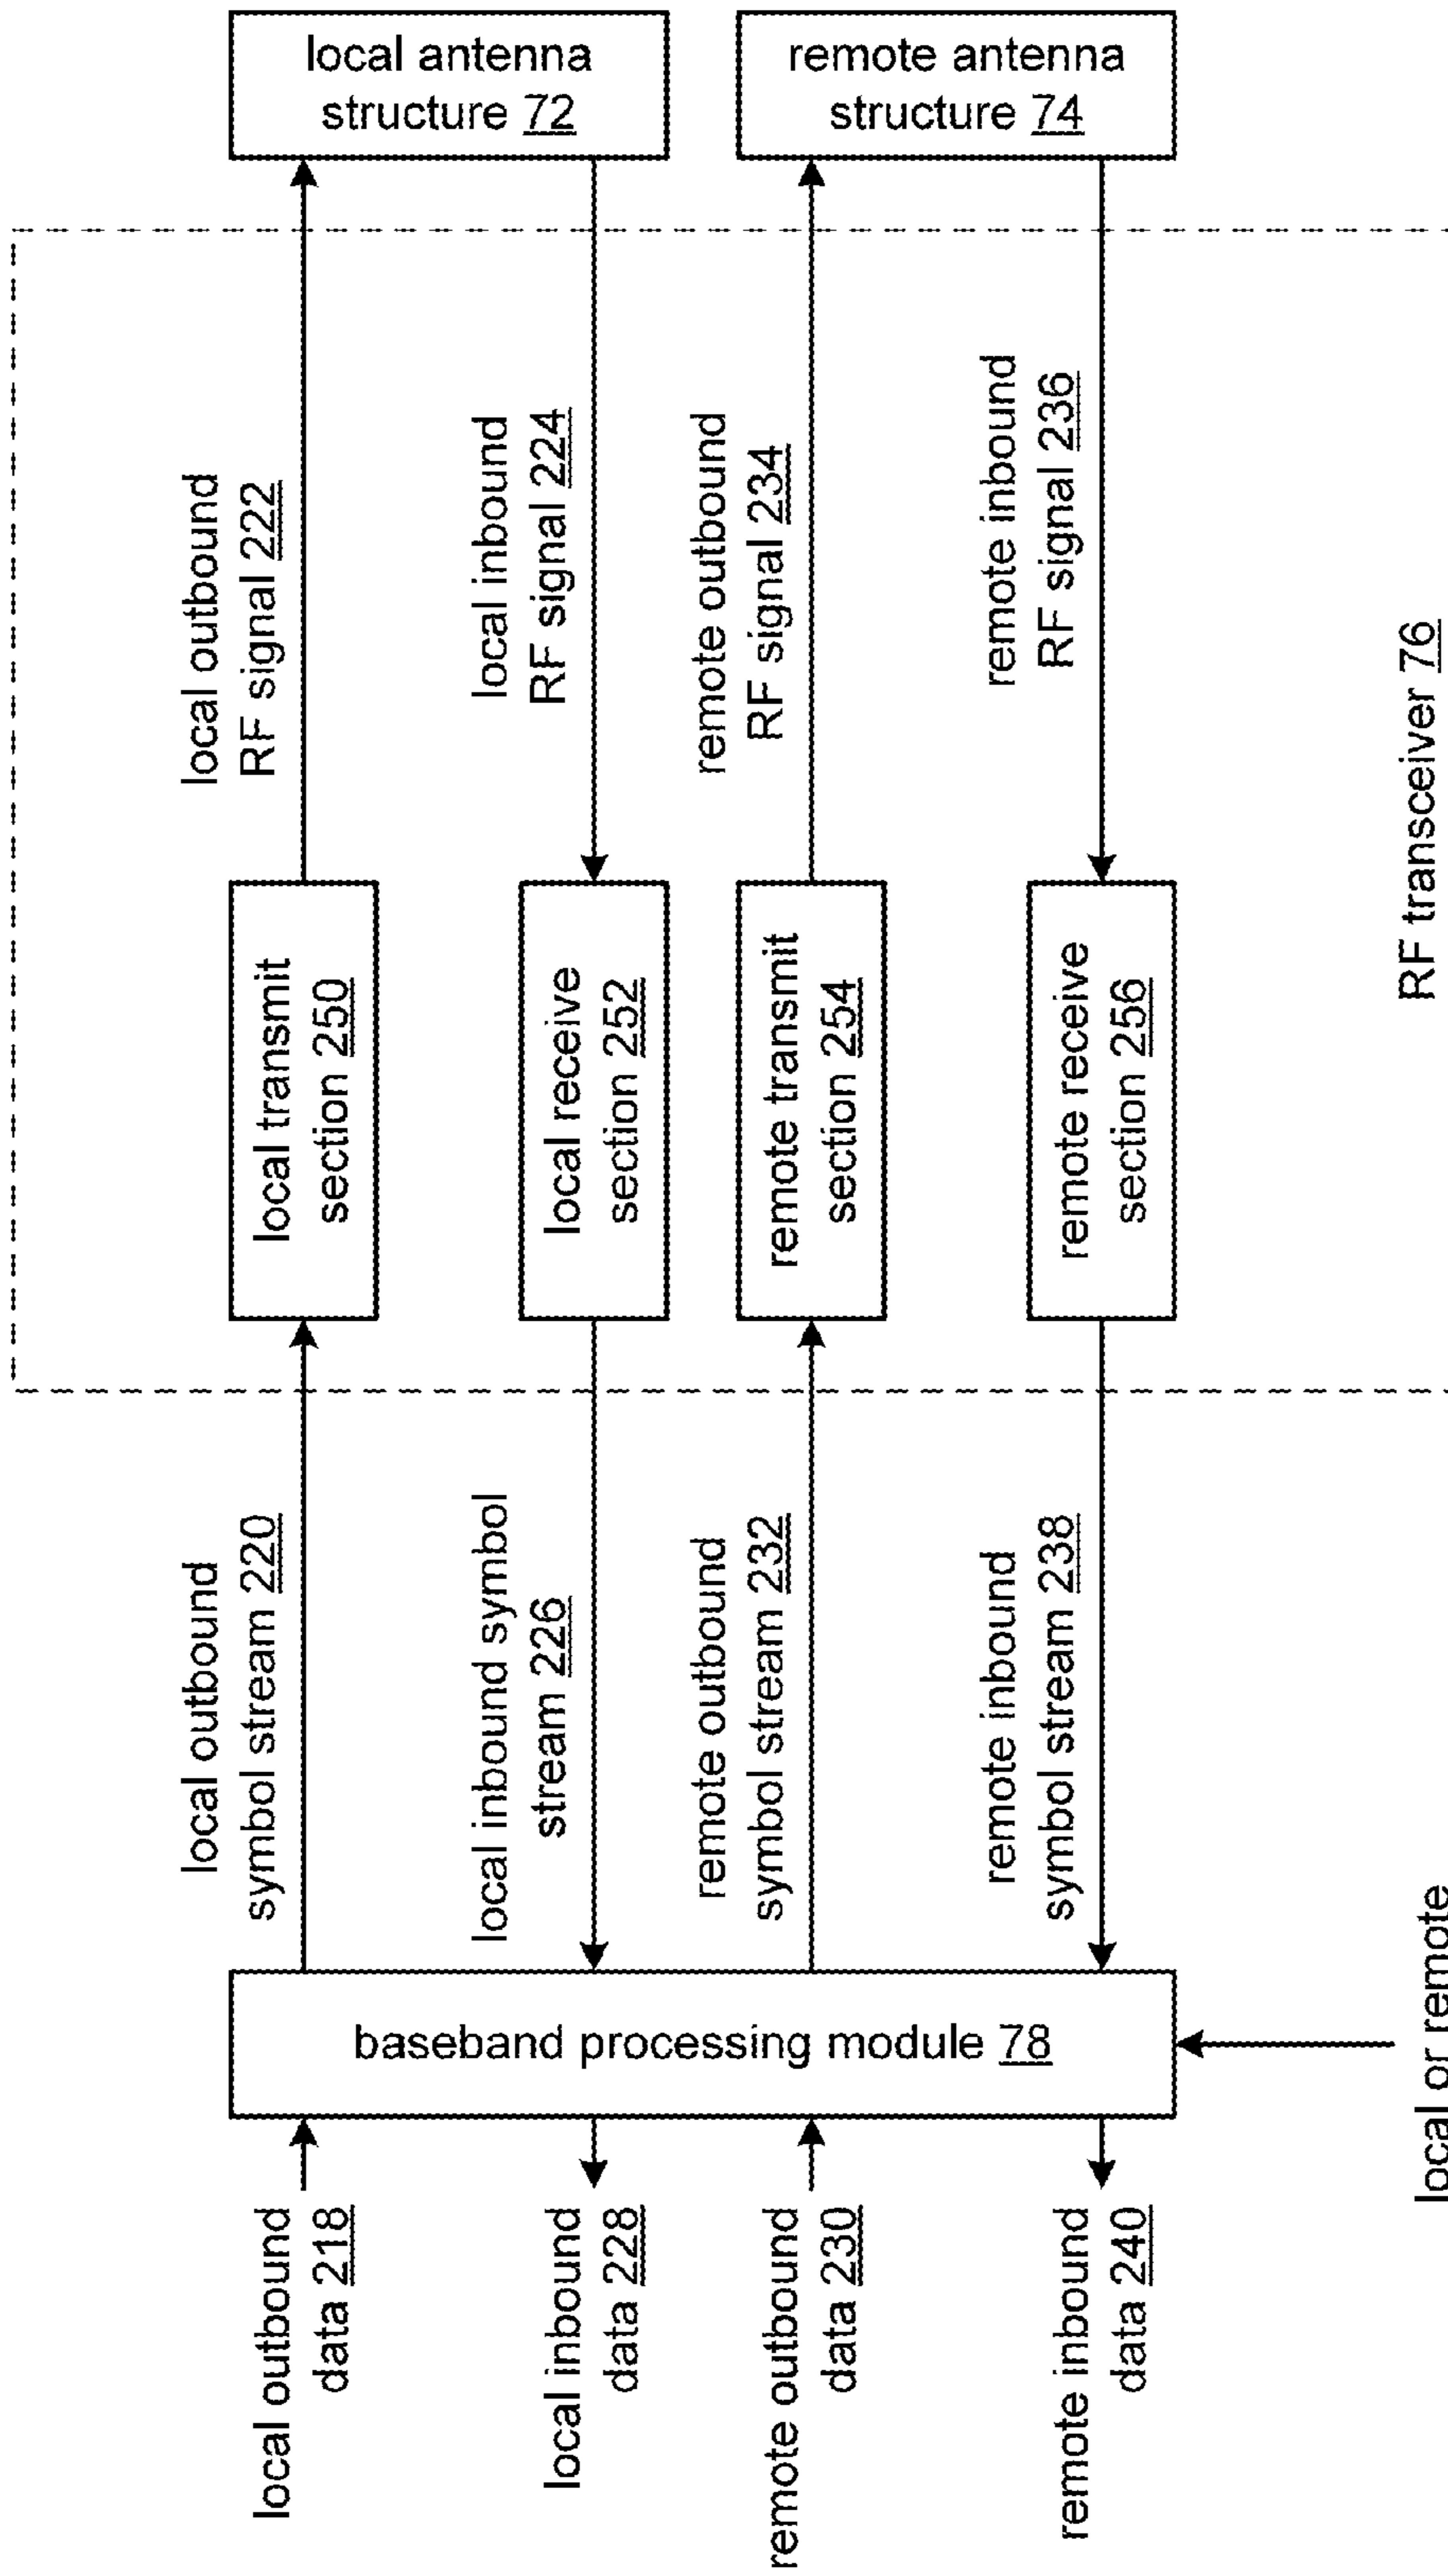 local antenna
structure 72
remote antenna
structure 74
local outbound
RF signal 222
local inbound
RF signal 224
remote outbound
RF signal 234
remote inbound
RF signal 236
local transmit
section 250
local receive
section 252
remote transmit
section 254
remote receive
section 256
RF transceiver 76
local outbound
symbol stream 220
local inbound symbol
stream 226
remote outbound
symbol stream 232
remote inbound
symbol stream 238
baseband processing module 78
local outbound
data 218
local inbound
data 228
remote outbound
data 230
remote inbound
data 240
local or remote